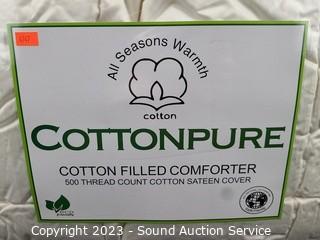 All Seasons Warmth
cotton
COTTONPURE
COTTON FILLED COMFORTER
500 THREAD COUNT COTTON SATEEN COVER
Copyright 2023 - Sound Auction Service